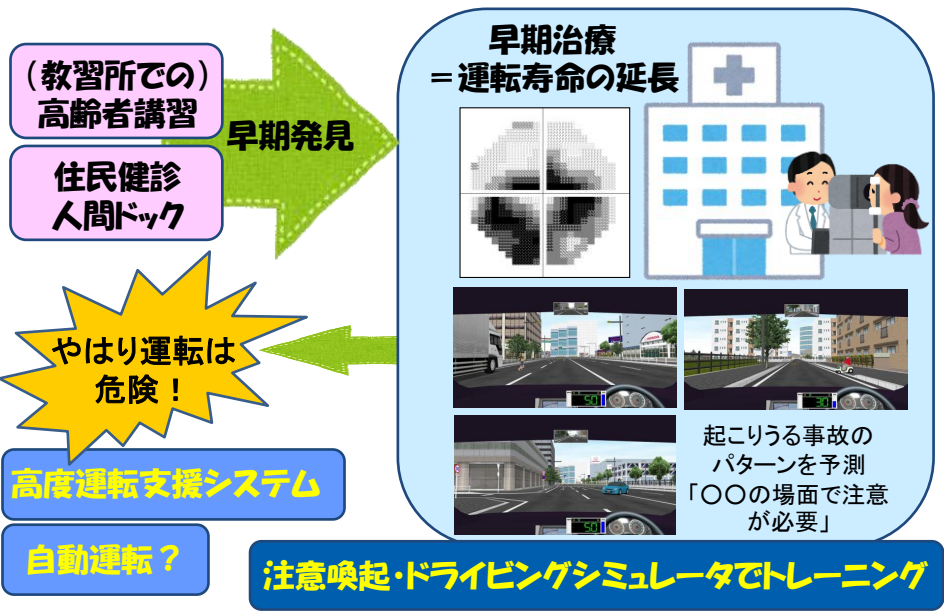 （教習所での）
高齢者講習
住民健診
人間ドック
早期発見
早期治療
＝運転寿命の延長
やはり運転は
危険！
高度運転支援システム
自動運転？
50
30
50
起こりうる事故の
パターンを予測
「〇〇の場面で注意
が必要」
注意喚起・ドライビングシミュレータでトレーニング